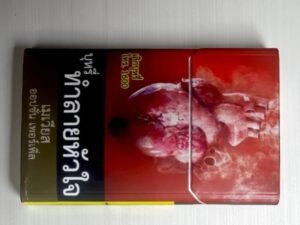 เลิกบุหรี่
โทร. 1600
บุหรี่
ทำลายหัวใจ
เมเวียส
ออปชั่น เพอร์เพิล